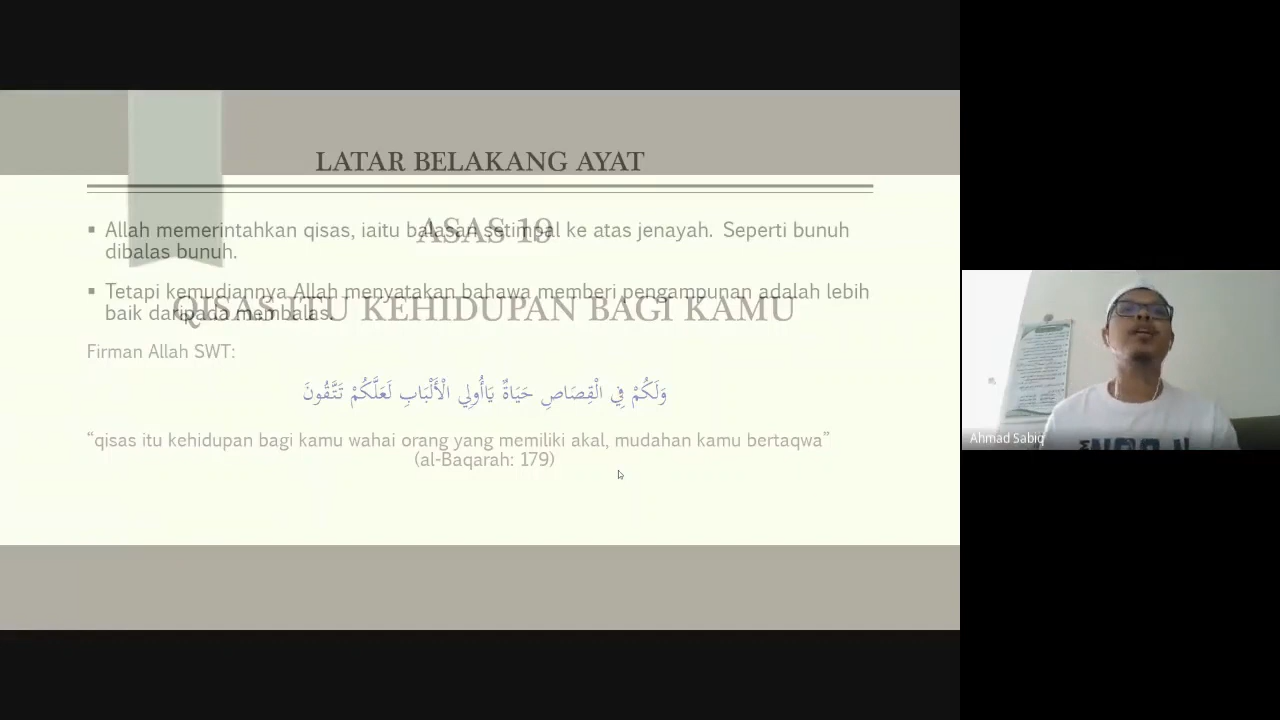 LATAR BELAKANG AYAT
ASAS 19
QISAS ITU KEHIDUPAN BAGI KAMU
▪ Allah memerintahkan qisas, iaitu balasan setimpal ke atas jenayah. Seperti bunuh
dibalas bunuh.
▪ Tetapi kemudiannya Allah menyatakan bahawa memberi pengampunan adalah lebih
baik daripada membalas.
Firman Allah SWT:
وَلَكُمْ فِي الْقِصَاصِ حَيَاةٌ يَاأُولِي الْأَلْبَابِ لَعَلَّكُمْ تَتَّقُونَ
“qisas itu kehidupan bagi kamu wahai orang yang memiliki akal, mudahan kamu bertaqwa”
(al-Baqarah: 179)
Ahmad Sabiq